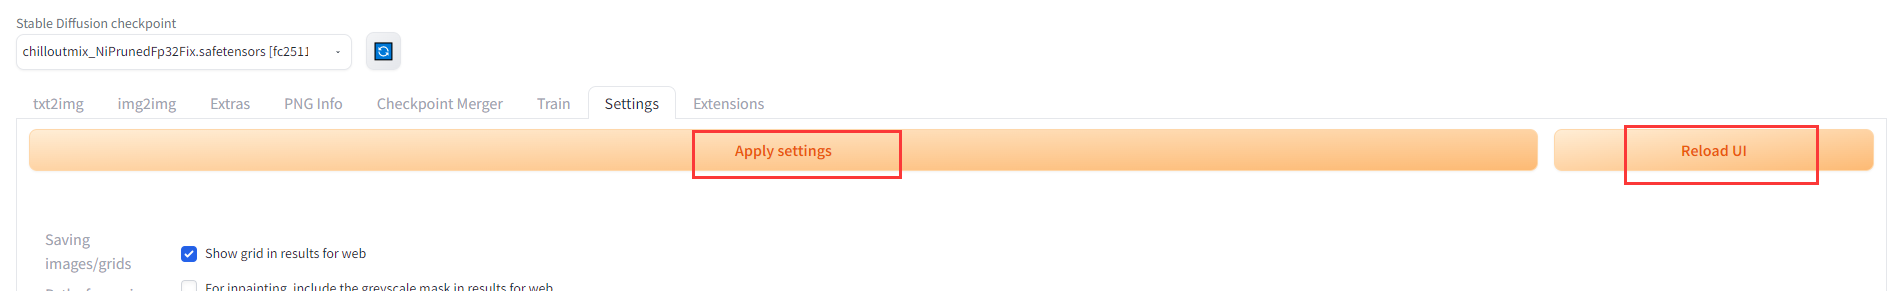 Stable Diffusion checkpoint
chilloutmix_NiPrunedFp32Fix.safetensors [fc2511
txt2img img2img Extras PNG Info Checkpoint Merger Train Settings Extensions
Apply settings Reload UI
Saving
images/grids
Show grid in results for web
For inpainting, include the greyscale mask in results for web